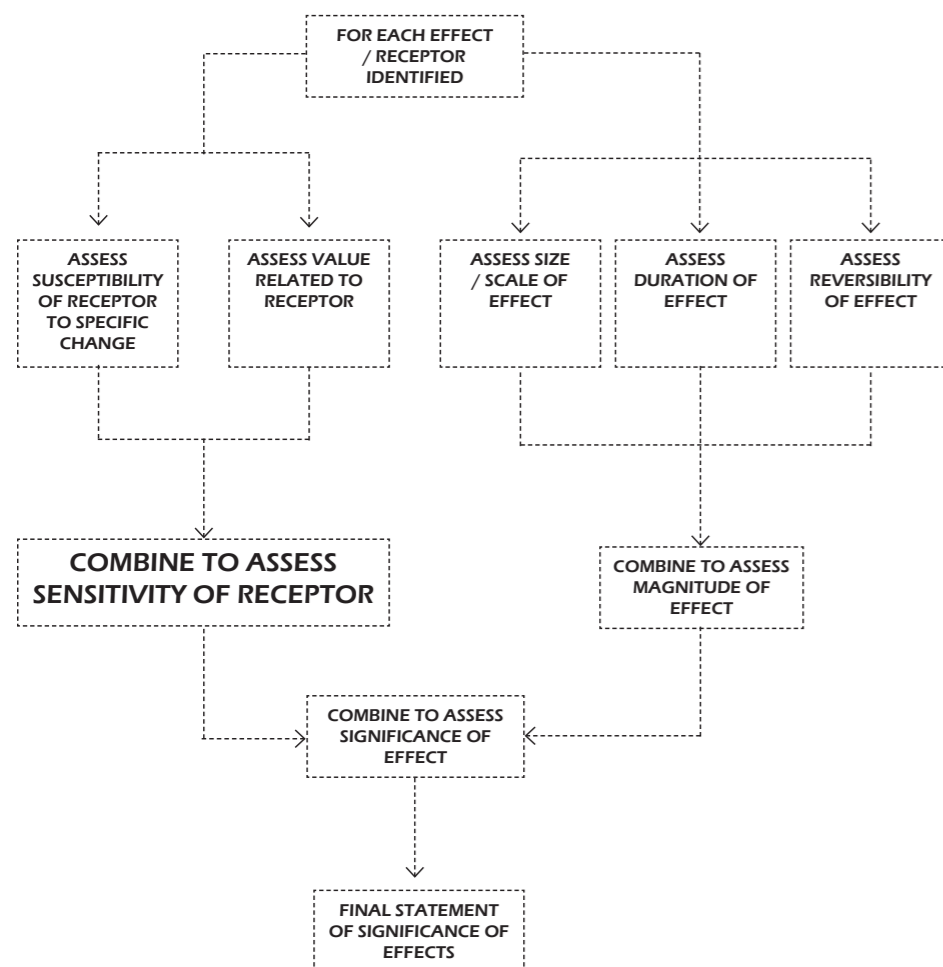 FOR EACH EFFECT
/ RECEPTOR
IDENTIFIED
ASSESS
SUSCEPTIBILITY
OF RECEPTOR
TO SPECIFIC
CHANGE
ASSESS VALUE
RELATED TO
RECEPTOR
ASSESS SIZE
/ SCALE OF
EFFECT
ASSESS
DURATION OF
EFFECT
ASSESS
REVERSIBILITY
OF EFFECT
COMBINE TO ASSESS
SENSITIVITY OF RECEPTOR
COMBINE TO ASSESS
MAGNITUDE OF
EFFECT
COMBINE TO ASSESS
SIGNIFICANCE OF
EFFECT
FINAL STATEMENT
OF SIGNIFICANCE OF
EFFECTS